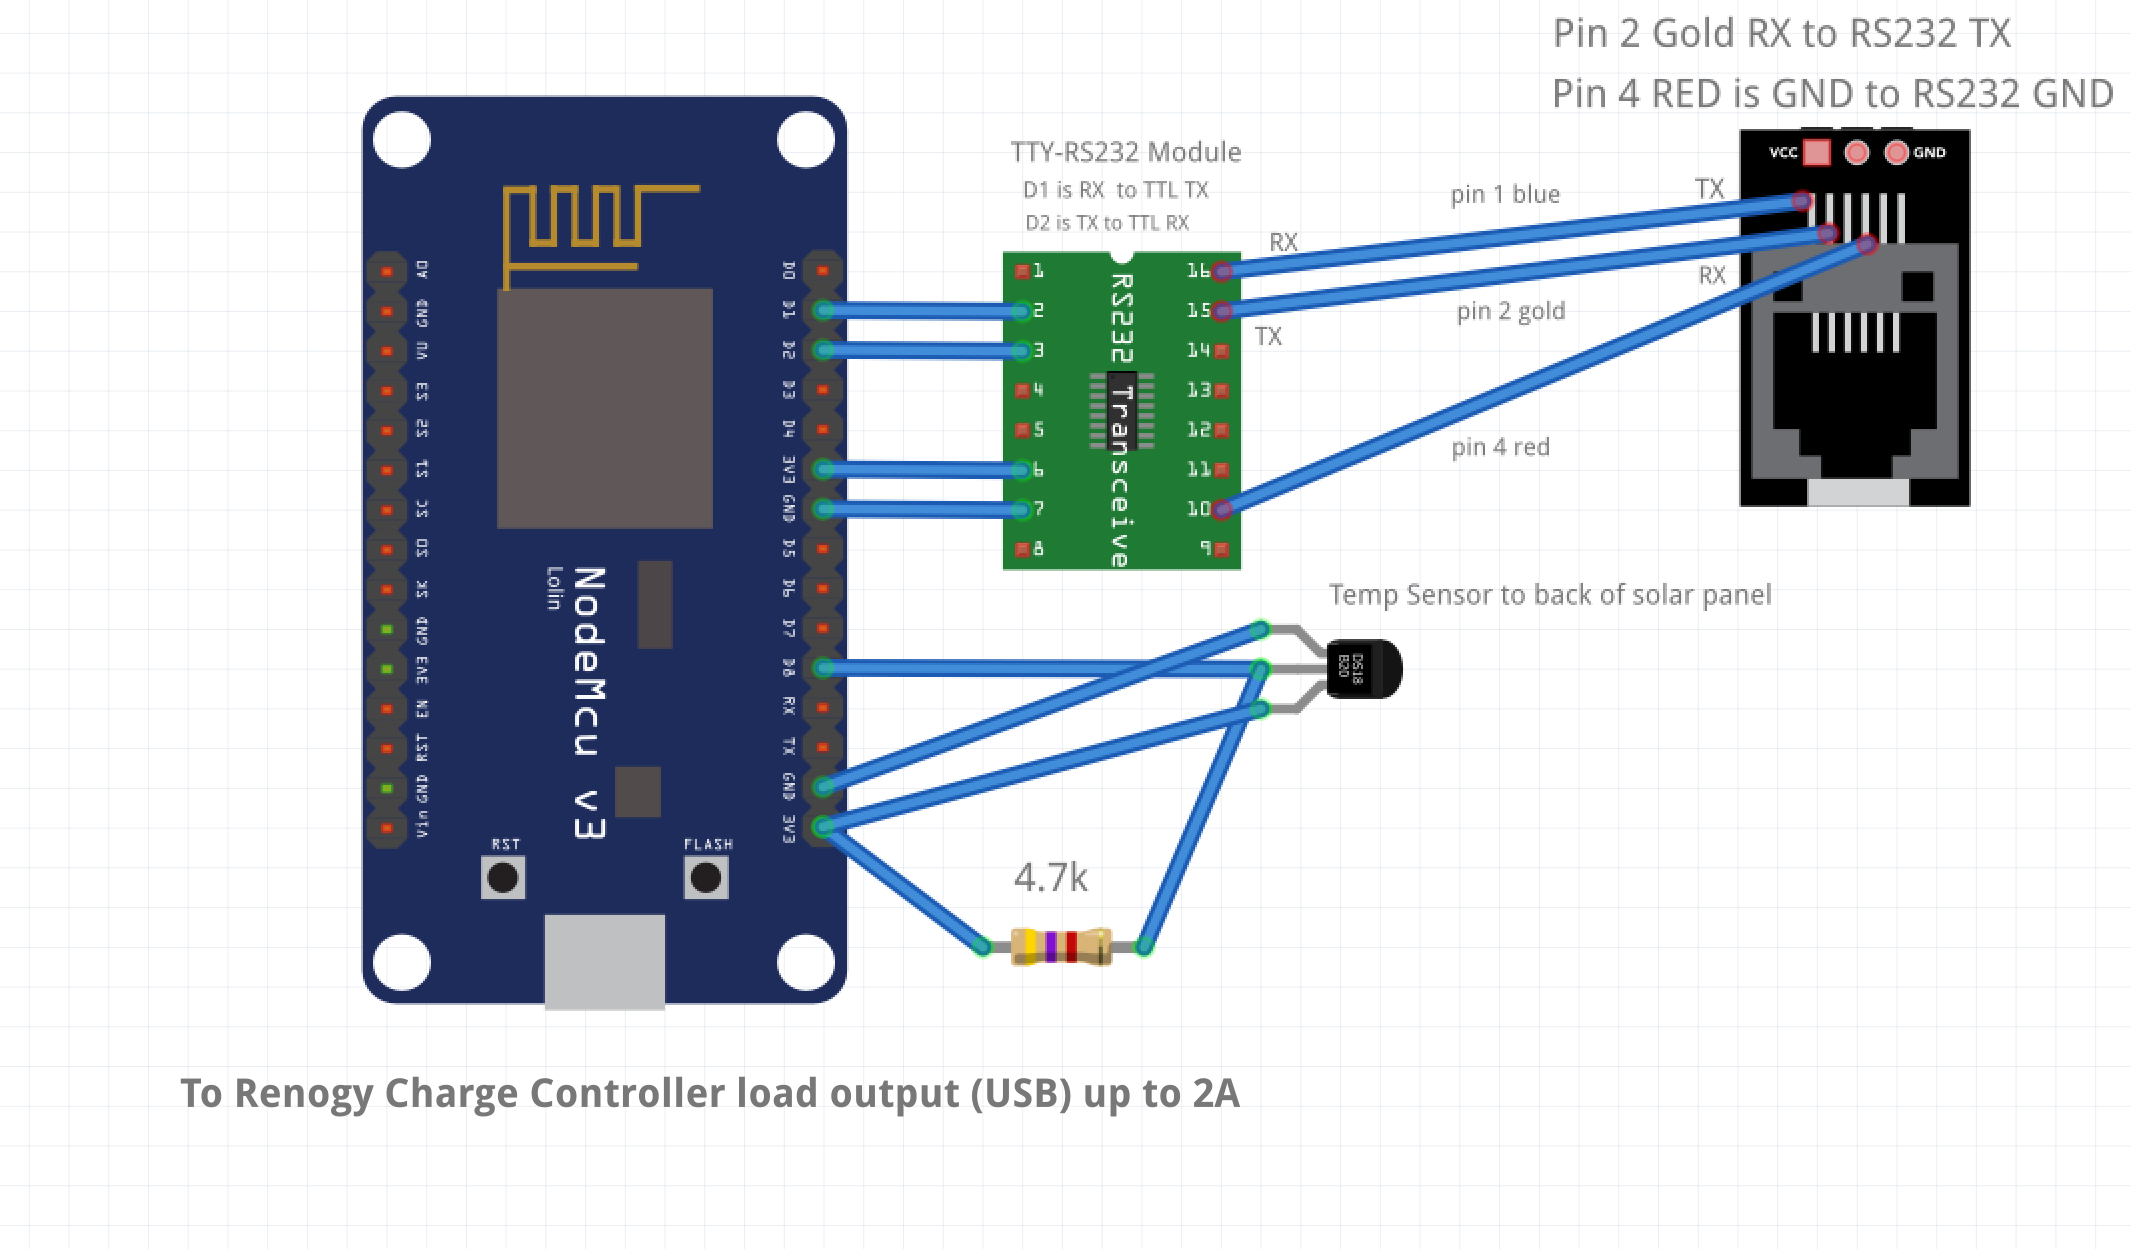 Pin 2 Gold RX to RS232 TX
Pin 4 RED is GND to RS232 GND
VCC
GND
TTY-RS232 Module
D1 is RX to TTL TX
D2 is TX to TTL RX
pin 1 blue
TX
RX
RX
pin 2 gold
TX
pin 4 red
1
2
3
4
5
6
7
8
16
15
14
13
12
11
10
9
RS232 Transceive
A0
GND
VU
S3
S2
S1
SC
SO
SK
GND
3V3
EN
RST
GND
Vin
D0
D1
D2
D3
D4
3V3
GND
D5
D6
D7
D8
RX
TX
GND
3V3
Lolin
NodeMcu v3
RST
FLASH
Temp Sensor to back of solar panel
DS18
B20
4.7k
To Renogy Charge Controller load output (USB) up to 2A